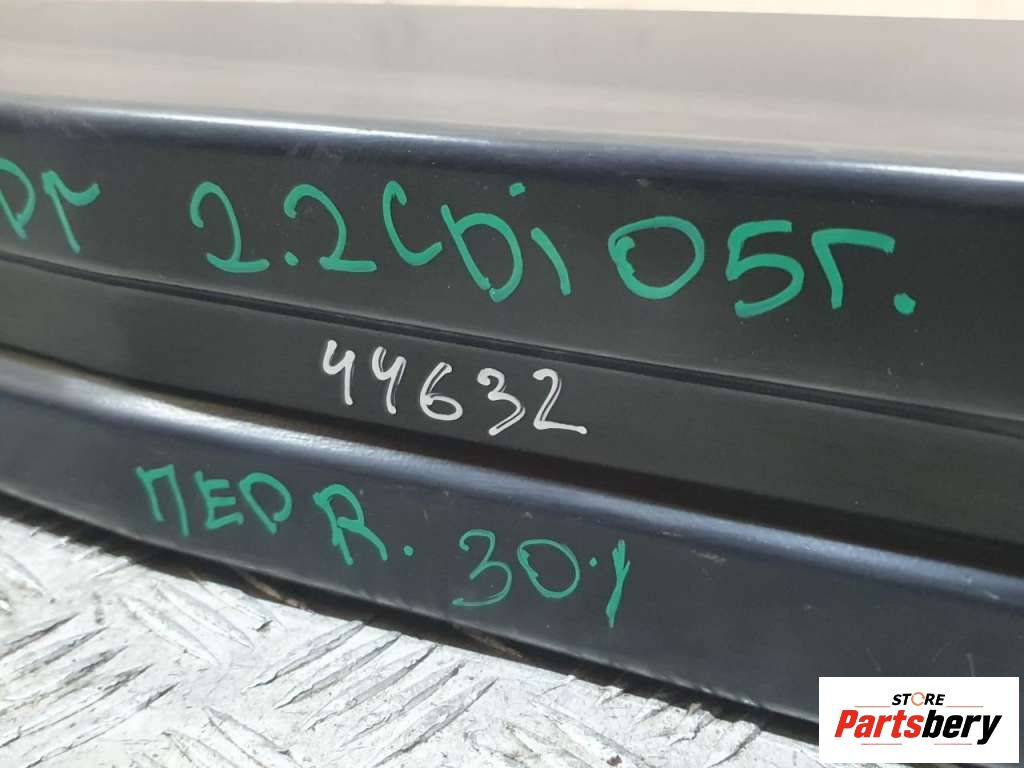 2.2CDi 05г.
44632
ПЕР R. 30.1
STORE
Partsbery